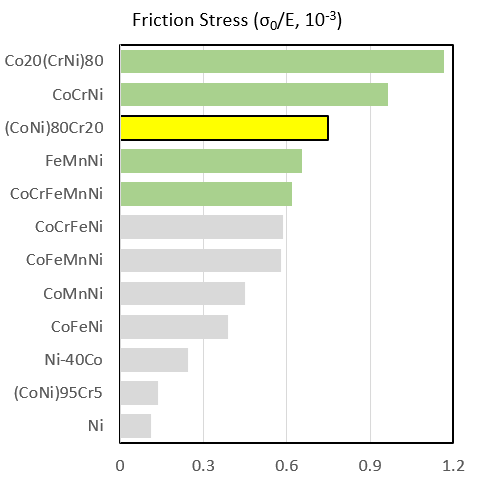 Friction Stress (σ₀/E, 10⁻³)
Co20(CrNi)80
CoCrNi
(CoNi)80Cr20
FeMnNi
CoCrFeMnNi
CoCrFeNi
CoFeMnNi
CoMnNi
CoFeNi
Ni-40Co
(CoNi)95Cr5
Ni
0 0.3 0.6 0.9 1.2